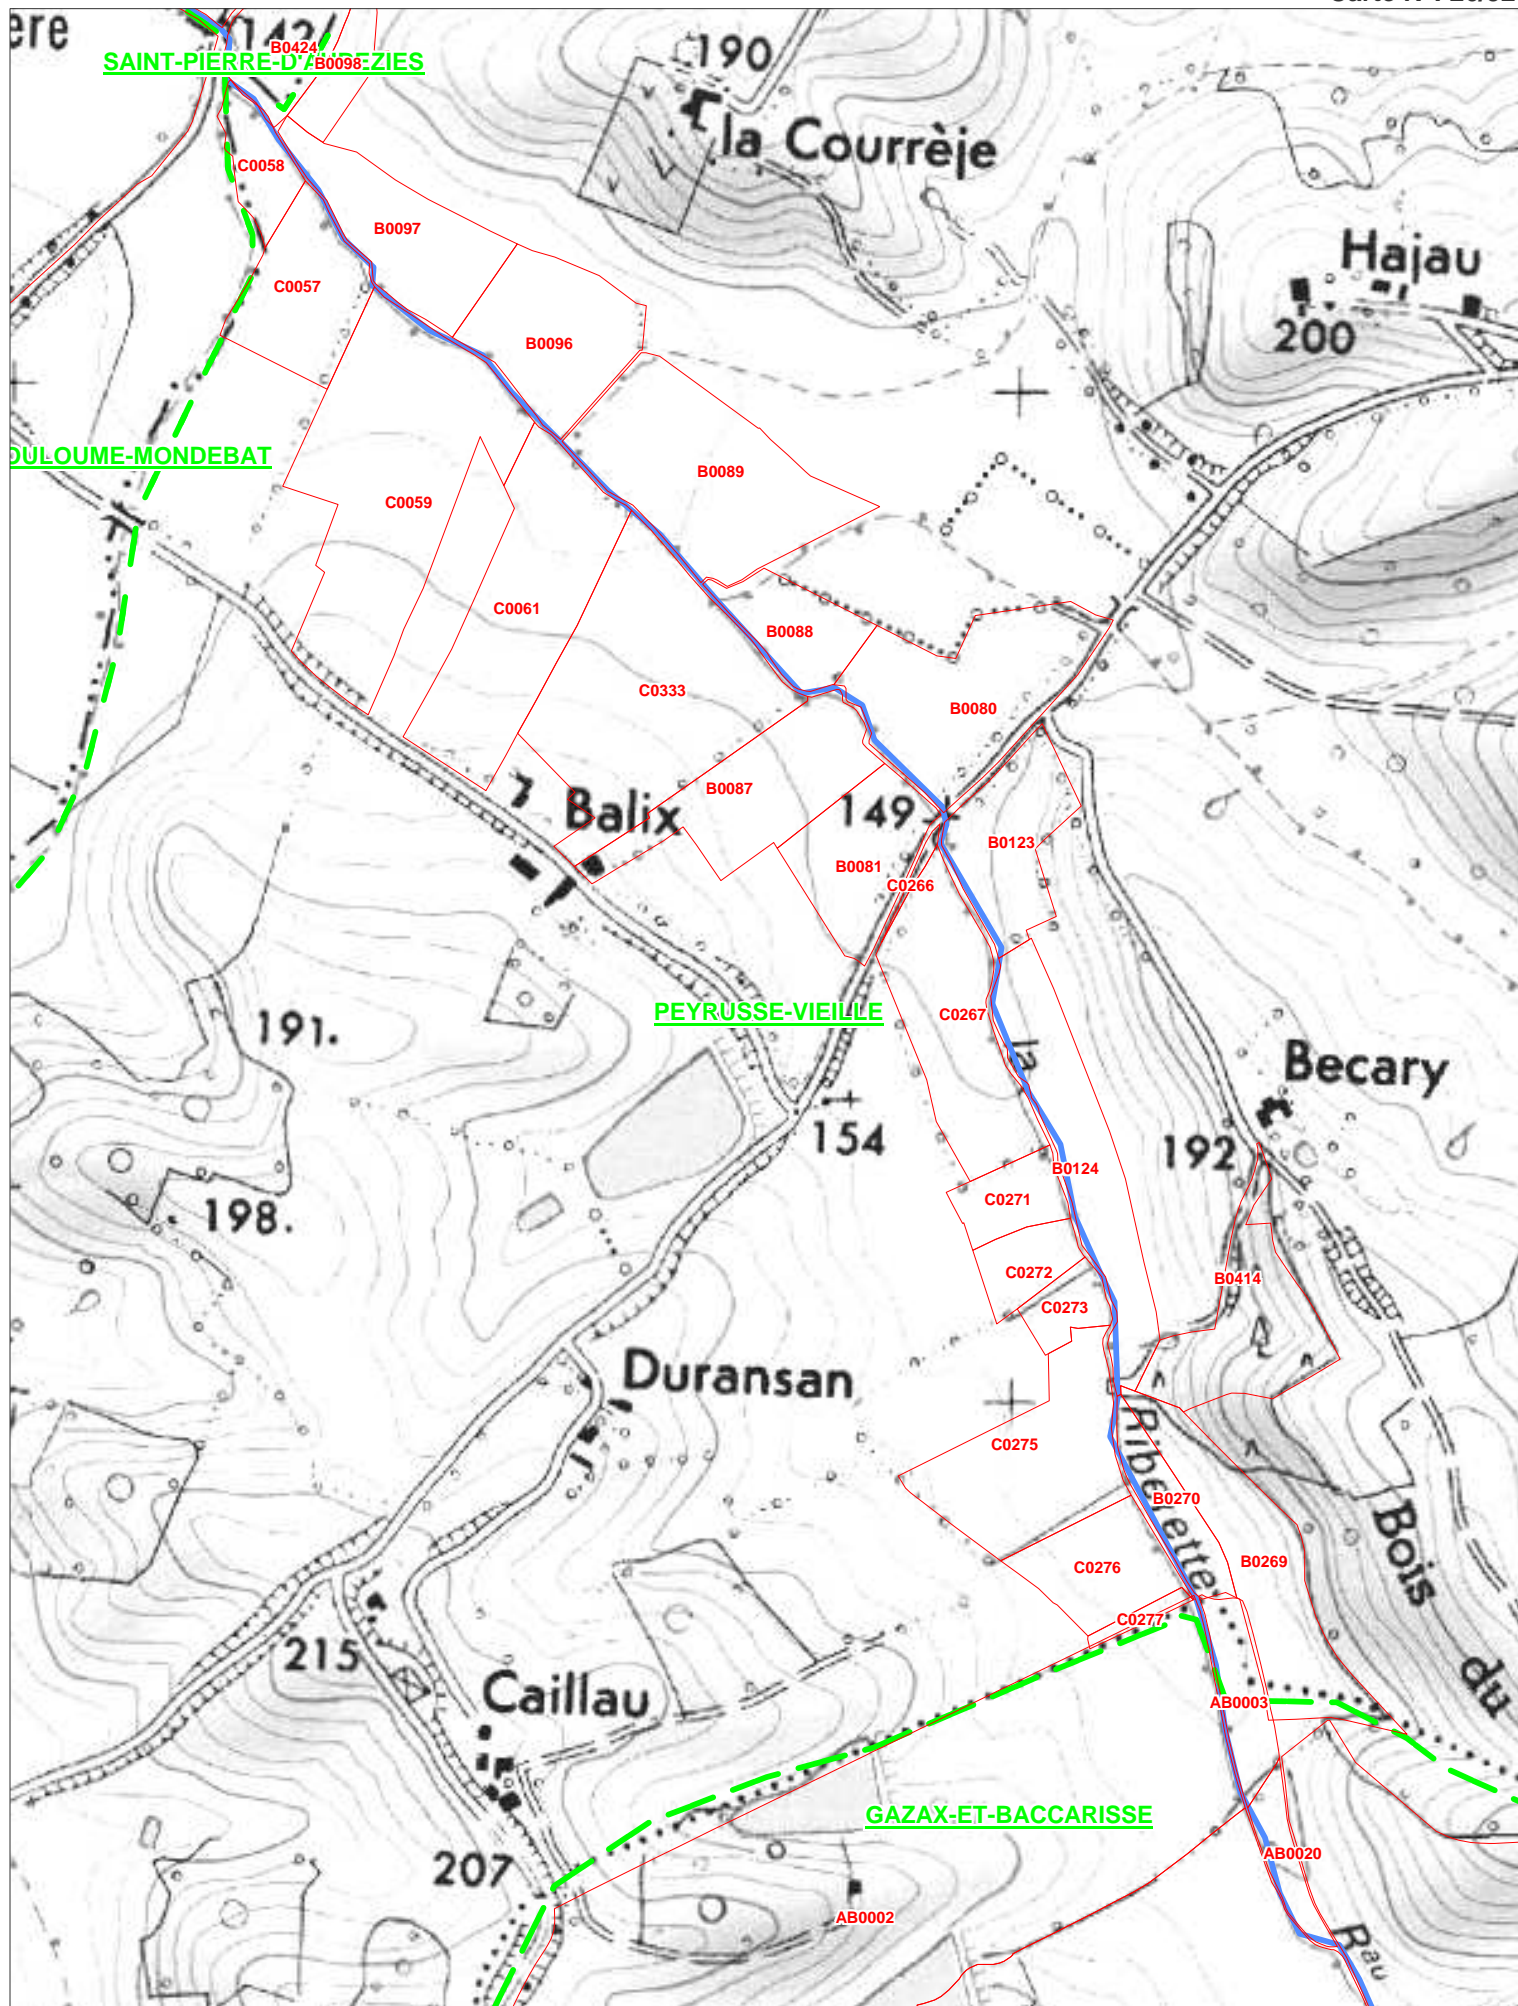 142
B0424
190
SAINT-PIERRE-D'AUBEZIES
B0098
la Courrèje
C0058
B0097
Hajau
C0057
200
B0096
OULOUME-MONDEBAT
B0089
C0059
C0061
B0088
C0333
B0080
B0087
149
Balix
B0123
B0081
C0266
PEYRUSSE-VIEILLE
C0267
191.
la
Becary
154
192
B0124
C0271
198.
C0272
B0414
C0273
Duransan
C0275
Riberette
B0270
Bois
B0269
C0276
C0277
215
du
Caillau
AB0003
GAZAX-ET-BACCARISSE
AB0020
207
AB0002
Rau